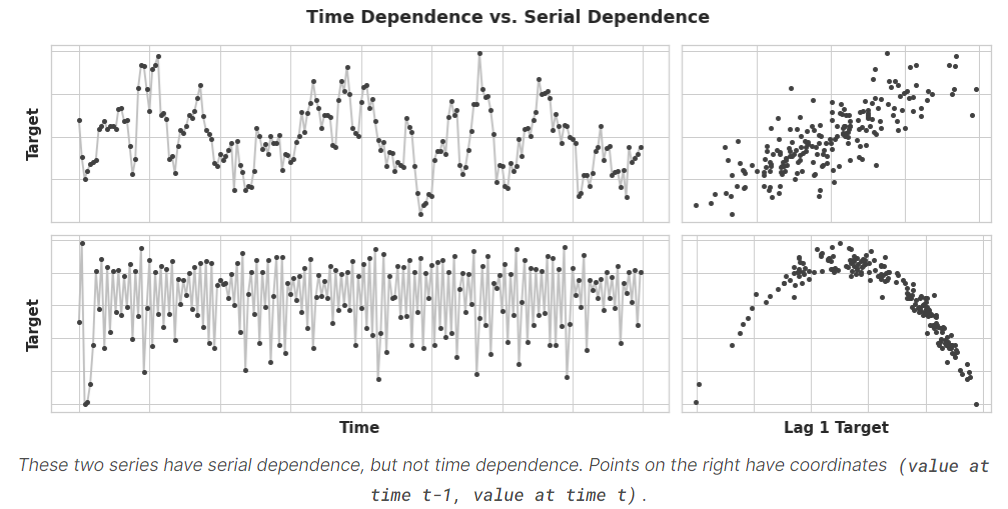 Time Dependence vs. Serial Dependence
Target
Target
Time
Lag 1 Target
These two series have serial dependence, but not time dependence. Points on the right have coordinates (value at
time t-1, value at time t).